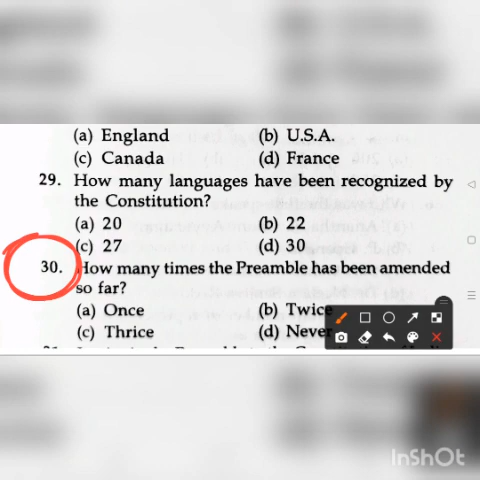 (a) England (b) U.S.A.
(c) Canada (d) France
29. How many languages have been recognized by
the Constitution?
(a) 20 (b) 22
(c) 27 (d) 30
30. How many times the Preamble has been amended
so far?
(a) Once (b) Twice
(c) Thrice (d) Never
InShOt